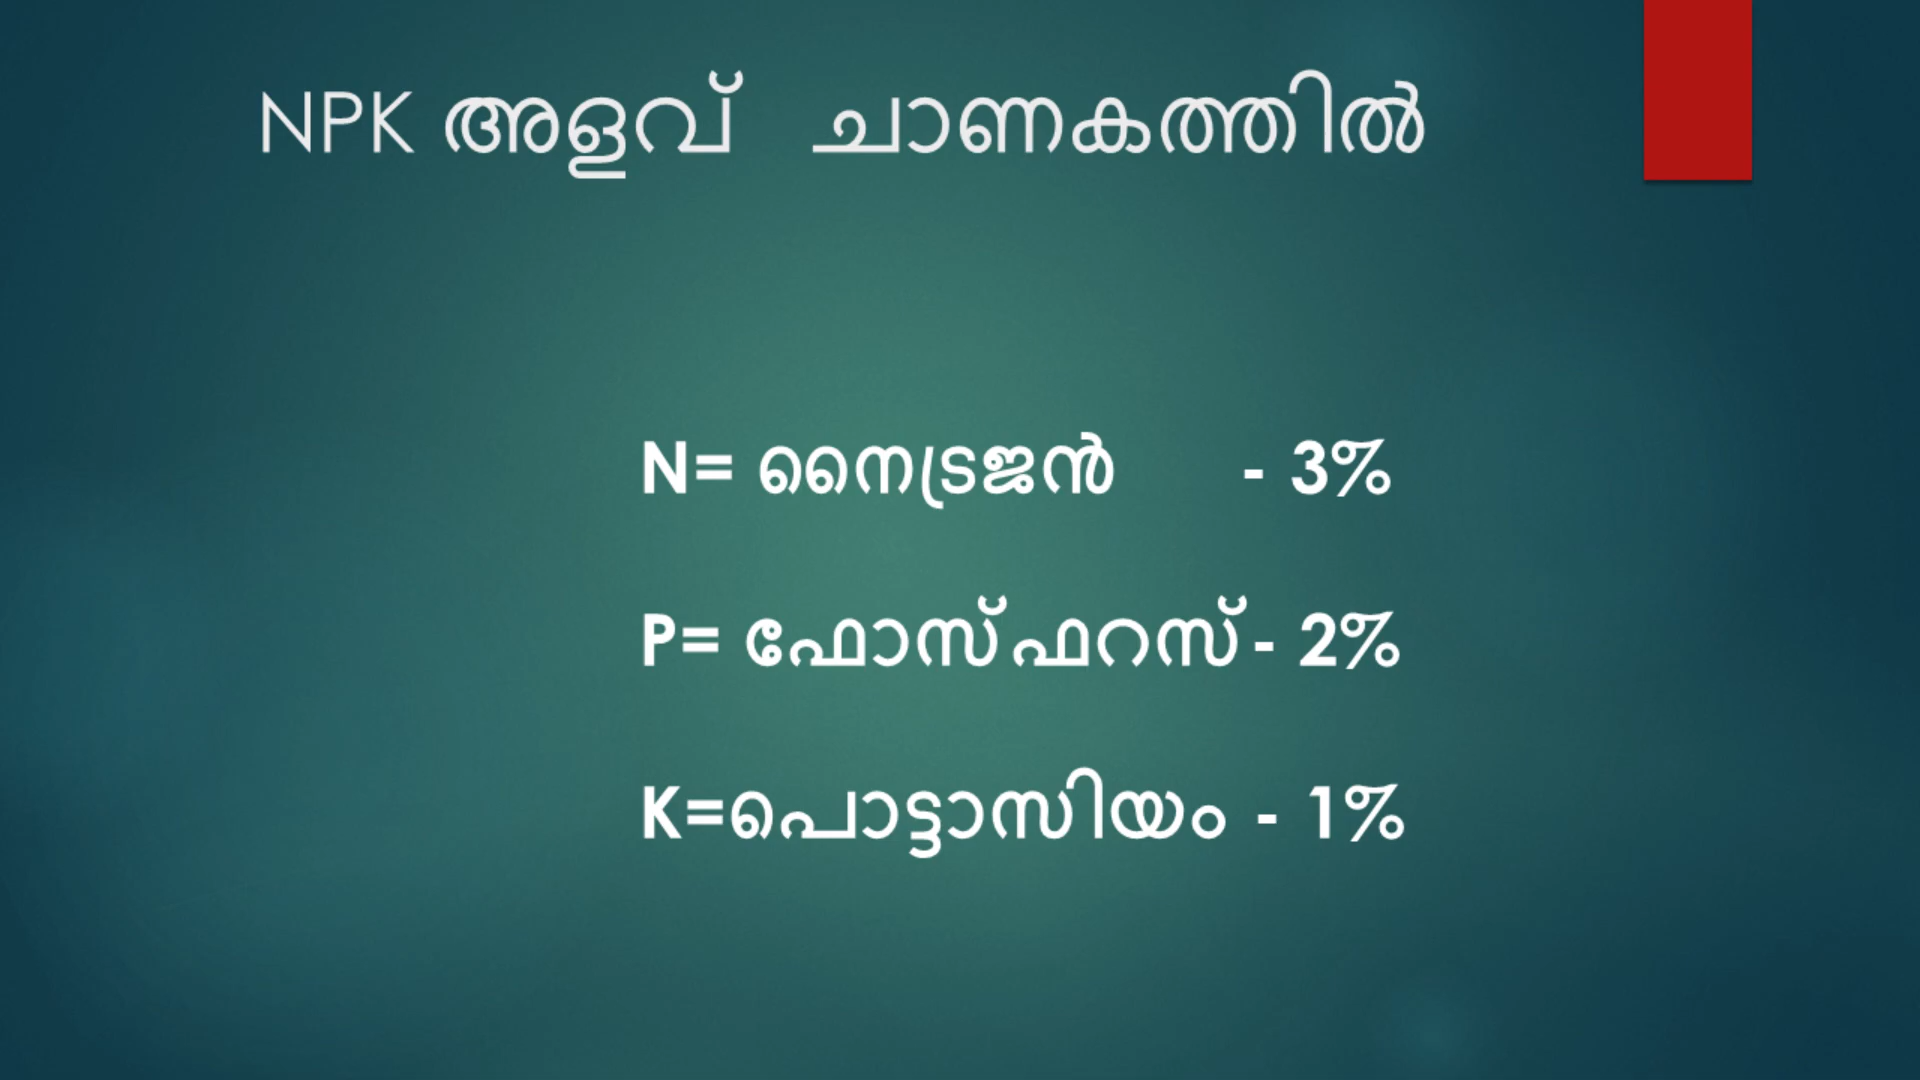 NPK അളവ് ചാണകത്തിൽ
N= നൈട്രജൻ - 3%
P= ഫോസ്ഫറസ് - 2%
K=പൊട്ടാസിയം - 1%